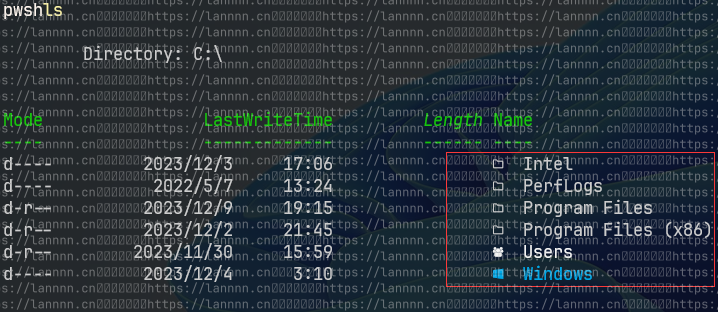 pwshls
Directory: C:\
Mode LastWriteTime Length Name
---- ------------- ------ ----
d---- 2023/12/3 17:06 Intel
d---- 2022/5/7 13:24 PerfLogs
d-r-- 2023/12/9 19:15 Program Files
d-r-- 2023/12/2 21:45 Program Files (x86)
d-r-- 2023/11/30 15:59 Users
d---- 2023/12/4 3:10 Windows
https://lannnn.cn